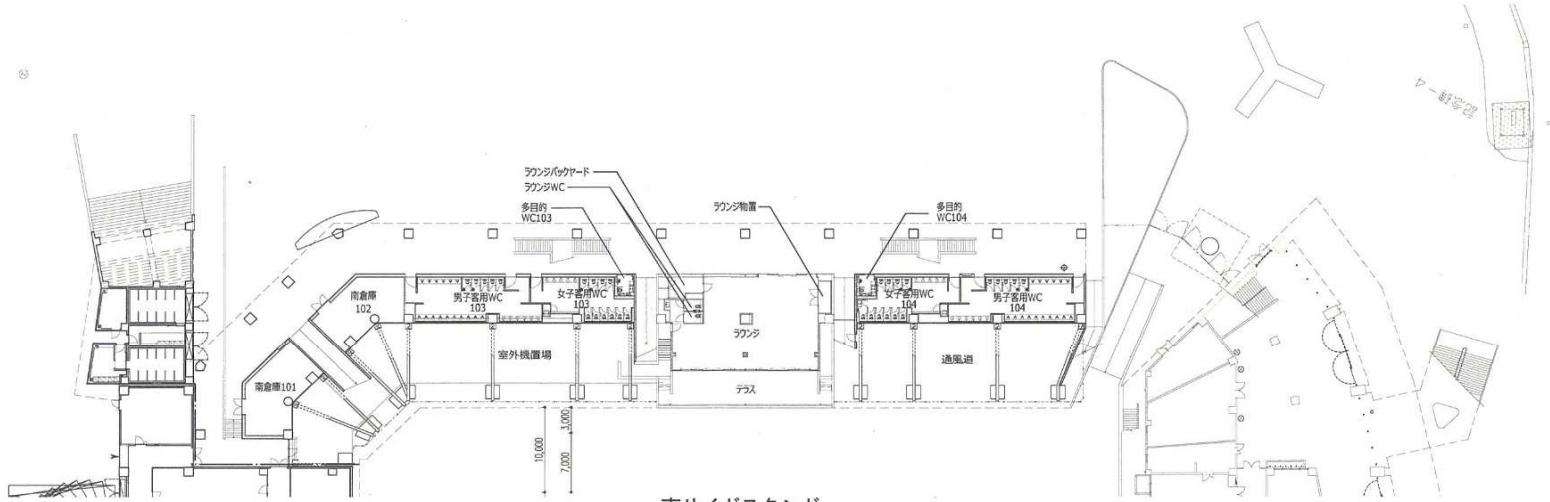 記念碑-4
ラウンジバックヤード
ラウンジWC
多目的
WC103
ラウンジ物置
多目的
WC104
南倉庫
102
男子客用WC
103
女子客用WC
103
ラウンジ
女子客用WC
104
男子客用WC
104
室外機置場
通風道
南倉庫101
テラス
10,000
3,000
7,000
南サイドスタンド